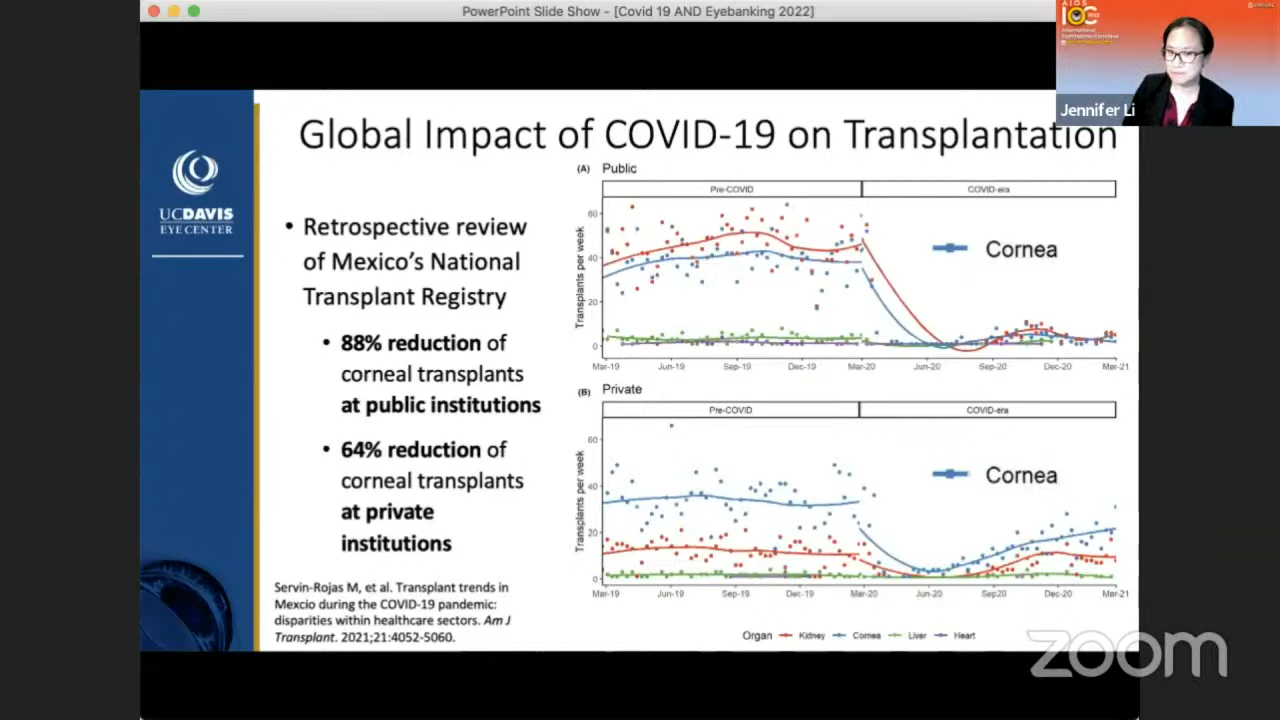 PowerPoint Slide Show - [Covid 19 AND Eyebanking 2022]
AIOS
Jennifer Li
Global Impact of COVID-19 on Transplantation
UCDAVIS
EYE CENTER
• Retrospective review
of Mexico's National
Transplant Registry
• 88% reduction of
corneal transplants
at public institutions
• 64% reduction of
corneal transplants
at private
institutions
Servin-Rojas M, et al. Transplant trends in
Mexcio during the COVID-19 pandemic:
disparities within healthcare sectors. Am J
Transplant. 2021;21:4052-5060.
(A) Public
Pre-COVID
COVID-era
Transplants per week
60
40
20
0
Cornea
Mar-19 Jun-19 Sep-19 Dec-19 Mar-20 Jun-20 Sep-20 Dec-20 Mar-21
(B) Private
Pre-COVID
COVID-era
Transplants per week
60
40
20
0
Cornea
Mar-19 Jun-19 Sep-19 Dec-19 Mar-20 Jun-20 Sep20 Dec-20 Mar-21
Organ Kidney Cornea Liver Heart
zoom